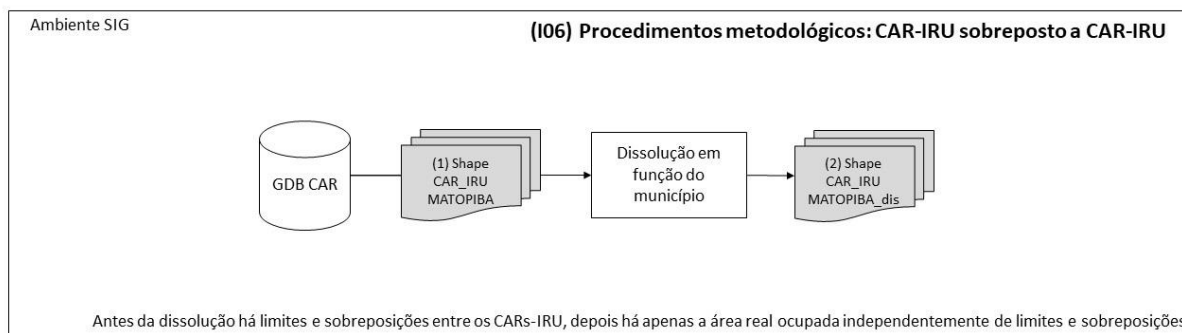 Ambiente SIG
(I06) Procedimentos metodológicos: CAR-IRU sobreposto a CAR-IRU
GDB CAR
(1) Shape
CAR_IRU
MATOPIBA
Dissolução em
função do
município
(2) Shape
CAR_IRU
MATOPIBA_dis
Antes da dissolução há limites e sobreposições entre os CARs-IRU, depois há apenas a área real ocupada independentemente de limites e sobreposições